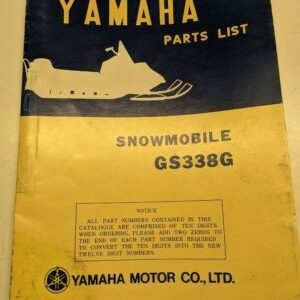 YAMAHA
PARTS LIST
SNOWMOBILE
GS338G
NOTICE
ALL PART NUMBERS CONTAINED IN THIS
CATALOGUE ARE COMPRISED OF TEN DIGITS.
WHEN ORDERING, PLEASE ADD TWO ZEROS TO
THE END OF EACH PART NUMBER REQUIRED
TO CONVERT THE TEN DIGITS INTO THE NEW
TWELVE DIGIT NUMBERS.
YAMAHA MOTOR CO., LTD.